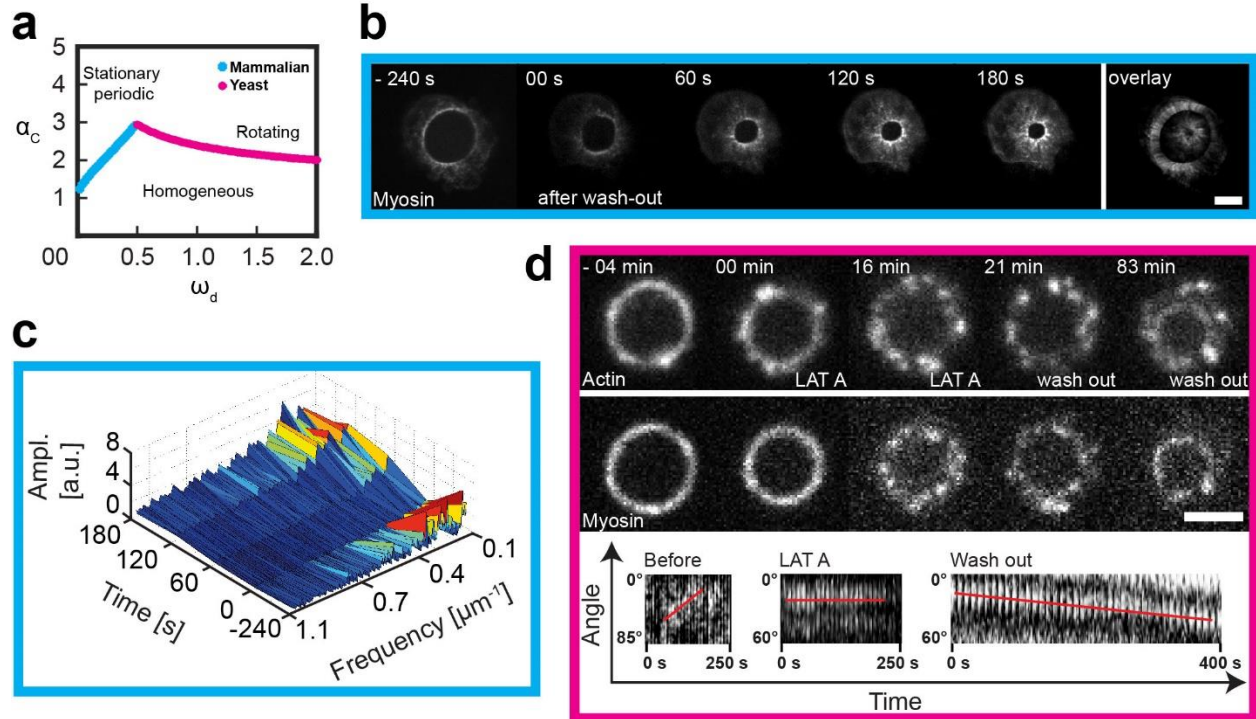 a
5
4
3
2
1
00
0.5
1.0
1.5
2.0
α_C
ω_d
Stationary
periodic
Mammalian
Yeast
Rotating
Homogeneous
b
- 240 s
00 s
60 s
120 s
180 s
overlay
Myosin
after wash-out
c
Ampl.
[a.u.]
8
4
0
180
120
60
0
-240
Time [s]
1.1
0.7
0.4
0.1
Frequency [μm⁻¹]
d
- 04 min
00 min
16 min
21 min
83 min
Actin
LAT A
LAT A
wash out
wash out
Myosin
Before
LAT A
Wash out
Angle
0°
85°
0 s
250 s
0°
60°
0 s
250 s
0°
60°
0 s
400 s
Time